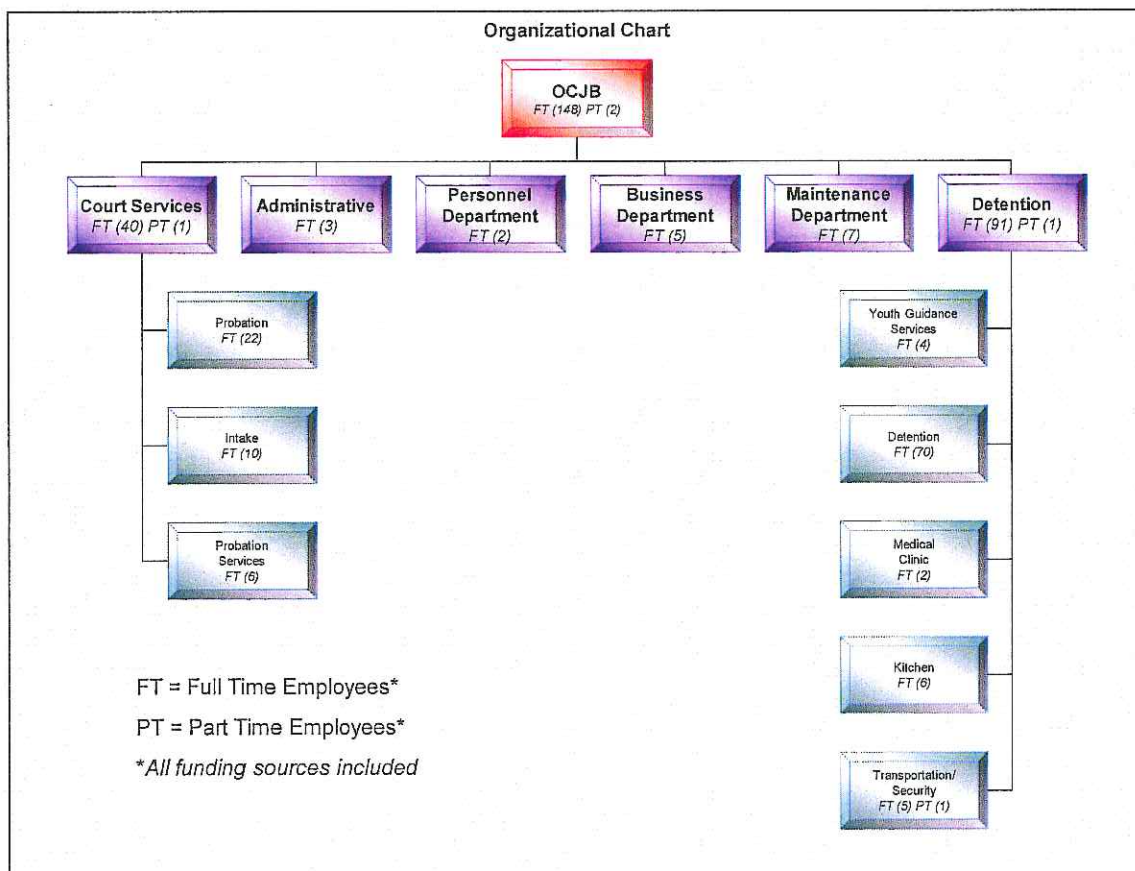 Organizational Chart
OCJB
FT (148) PT (2)
Court Services
FT (40) PT (1)
Administrative
FT (3)
Personnel
Department
FT (2)
Business
Department
FT (5)
Maintenance
Department
FT (7)
Detention
FT (91) PT (1)
Probation
FT (22)
Intake
FT (10)
Probation
Services
FT (6)
Youth Guidance
Services
FT (4)
Detention
FT (70)
Medical
Clinic
FT (2)
Kitchen
FT (6)
Transportation/
Security
FT (5) PT (1)
FT = Full Time Employees*
PT = Part Time Employees*
*All funding sources included